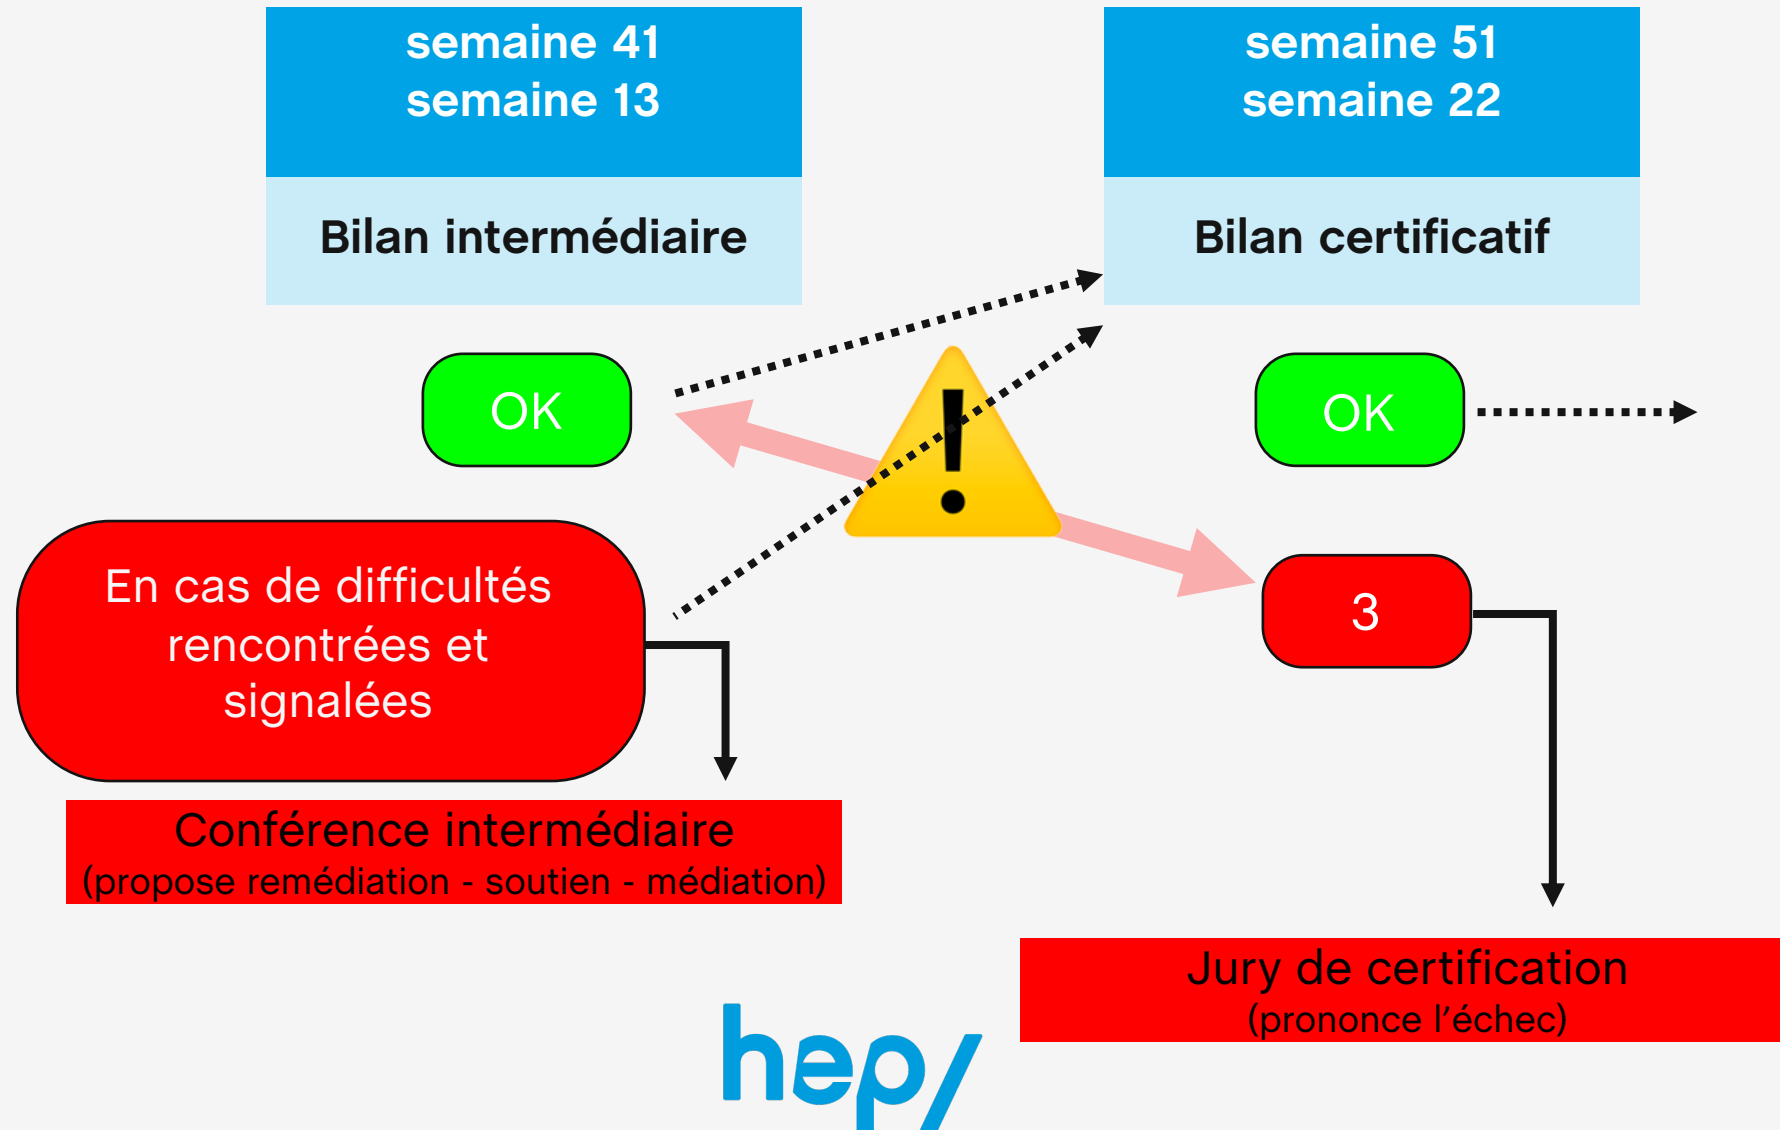 semaine 41
semaine 13
Bilan intermédiaire
semaine 51
semaine 22
Bilan certificatif
OK
OK
En cas de difficultés
rencontrées et
signalées
3
Conférence intermédiaire
(propose remédiation - soutien - médiation)
Jury de certification
(prononce l’échec)
hep/